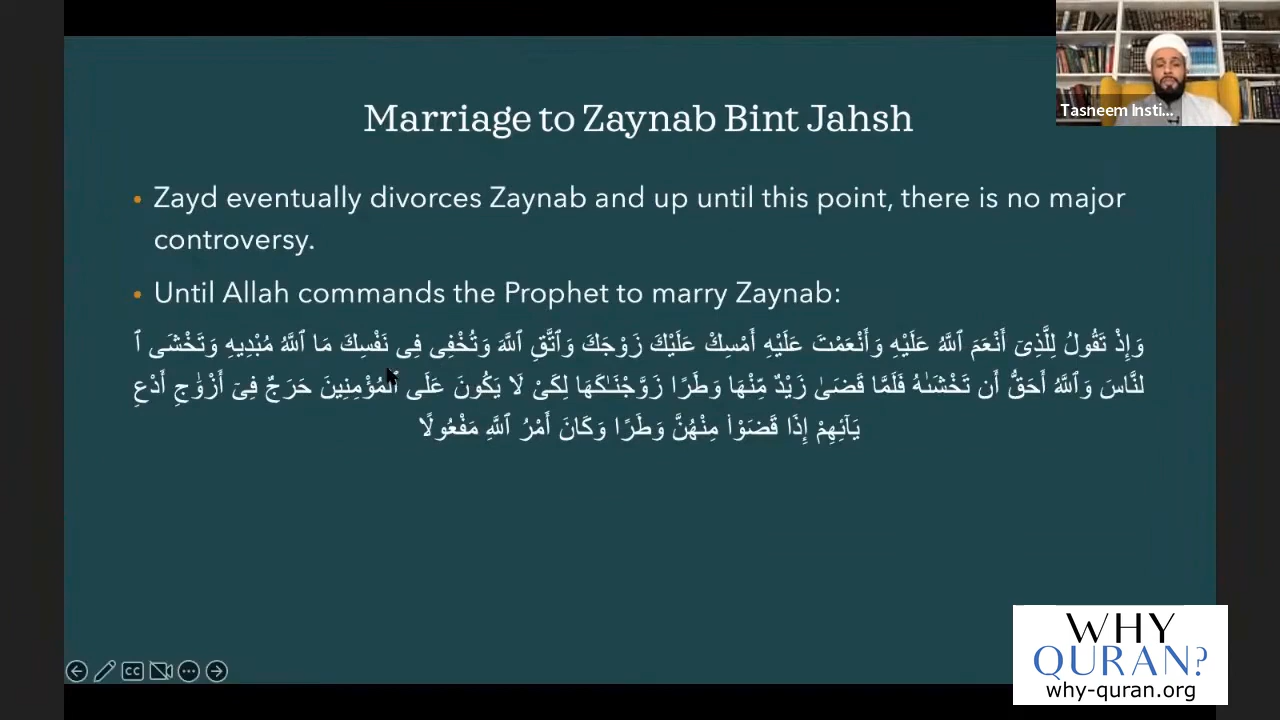 Tasneem Insti...
Marriage to Zaynab Bint Jahsh
• Zayd eventually divorces Zaynab and up until this point, there is no major
controversy.
• Until Allah commands the Prophet to marry Zaynab:
وَإِذْ تَقُولُ لِلَّذِىٓ أَنْعَمَ ٱللَّهُ عَلَيْهِ وَأَنْعَمْتَ عَلَيْهِ أَمْسِكْ عَلَيْكَ زَوْجَكَ وَٱتَّقِ ٱللَّهَ وَتُخْفِى فِى نَفْسِكَ مَا ٱللَّهُ مُبْدِيهِ وَتَخْشَى ٱ
لنَّاسَ وَٱللَّهُ أَحَقُّ أَن تَخْشَىٰهُ فَلَمَّا قَضَىٰ زَيْدٌ مِّنْهَا وَطَرًا زَوَّجْنَـٰكَهَا لِكَىْ لَا يَكُونَ عَلَى ٱلْمُؤْمِنِينَ حَرَجٌ فِىٓ أَزْوَٰجِ أَدْعِ
يَآئِهِمْ إِذَا قَضَوْا۟ مِنْهُنَّ وَطَرًا وَكَانَ أَمْرُ ٱللَّهِ مَفْعُولًا
CC
WHY
QURAN?
why-quran.org